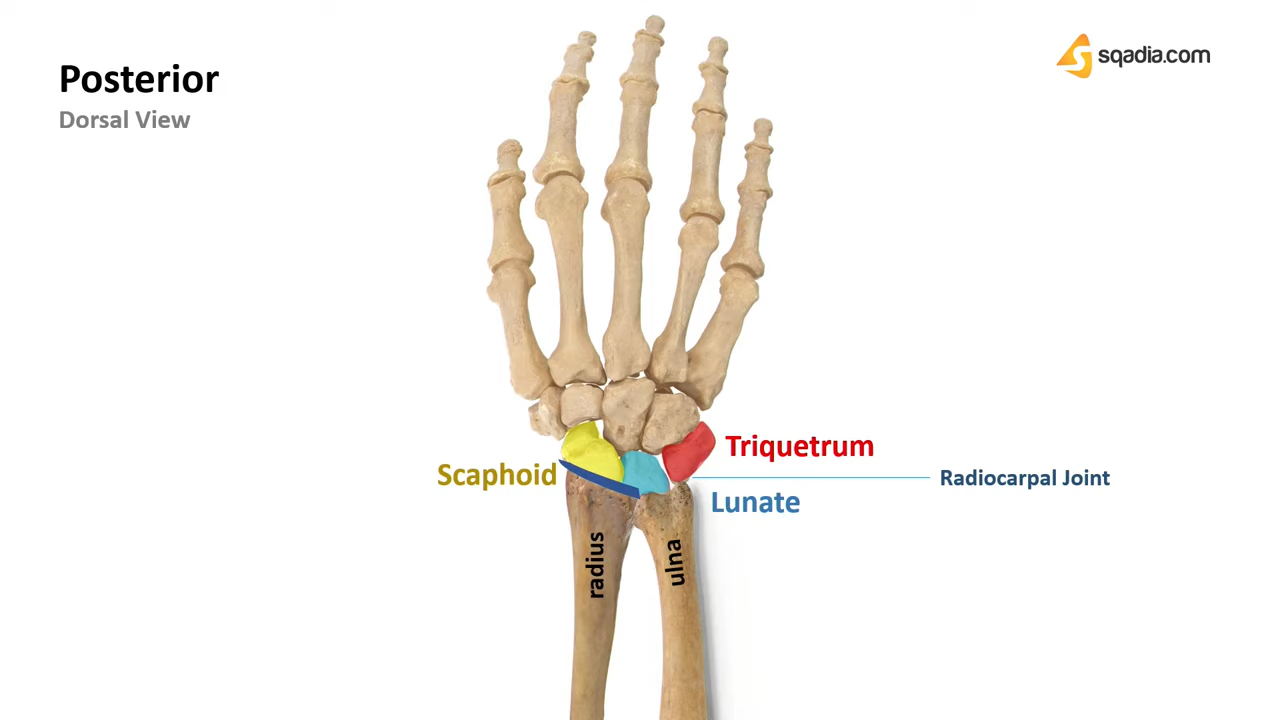 Posterior
Dorsal View
sqadia.com
Triquetrum
Scaphoid
Radiocarpal Joint
Lunate
radius
ulna